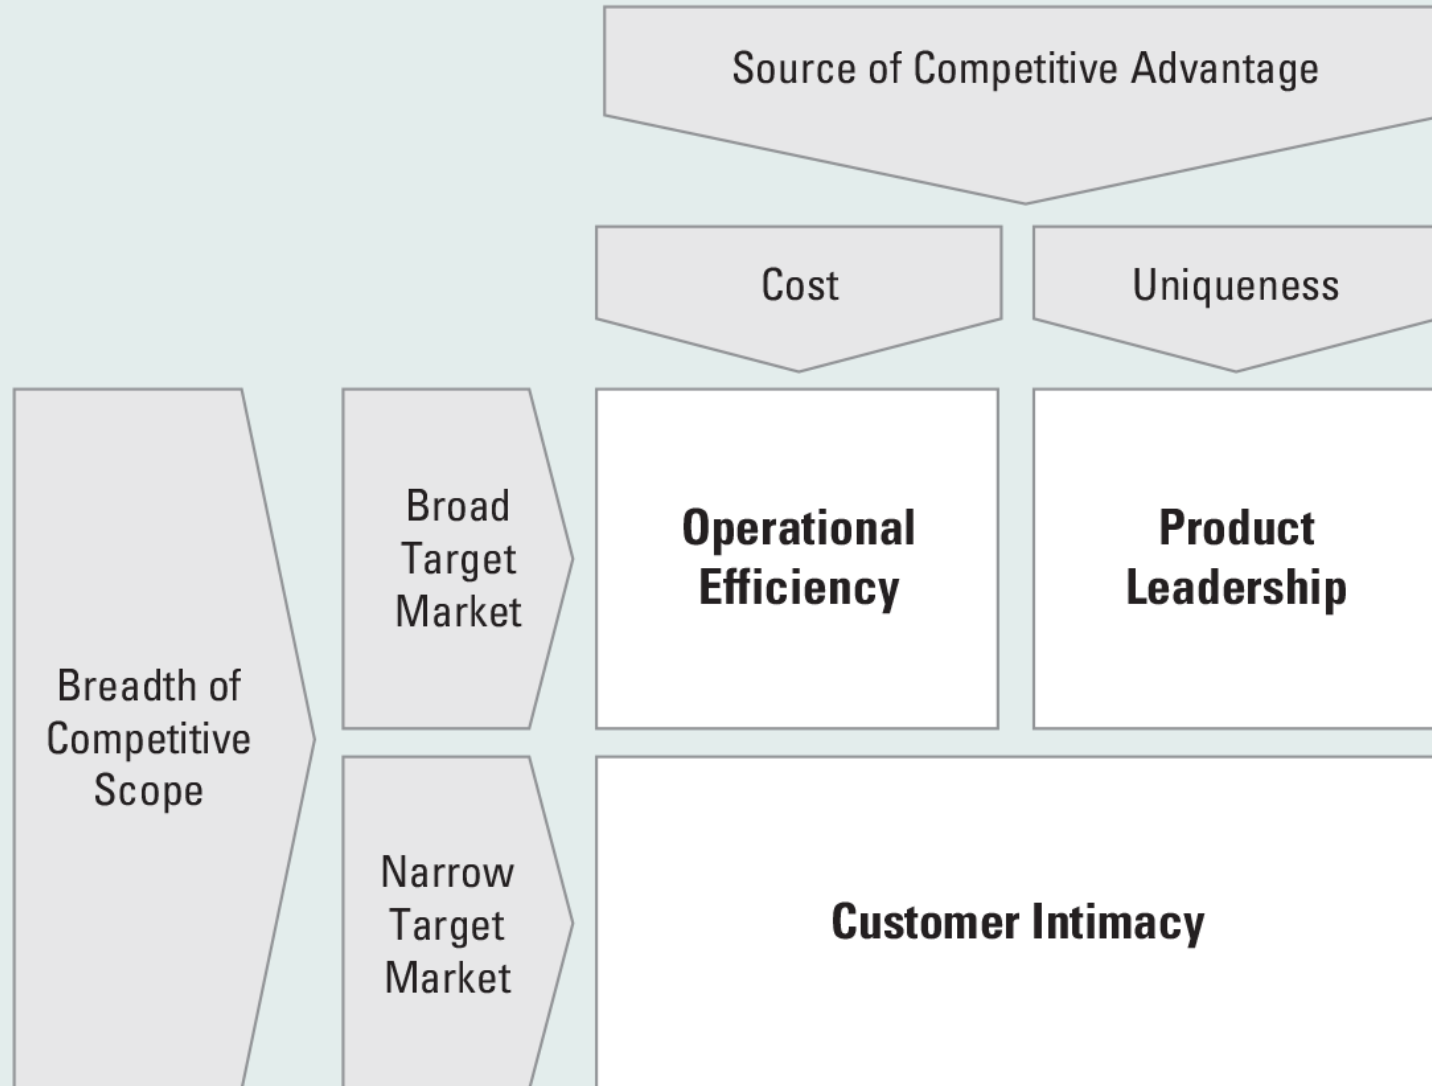 Source of Competitive Advantage
Cost
Uniqueness
Breadth of
Competitive
Scope
Broad
Target
Market
Operational
Efficiency
Product
Leadership
Narrow
Target
Market
Customer Intimacy